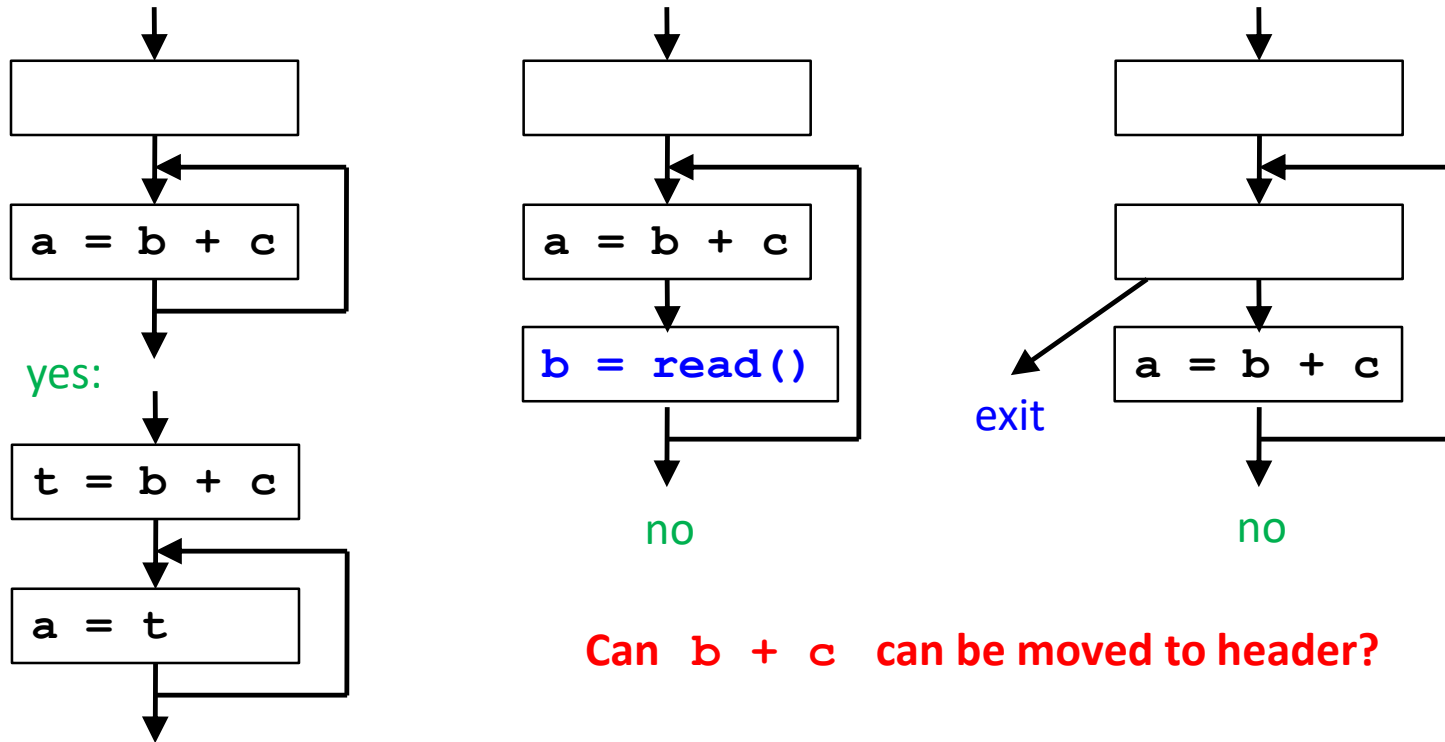 a = b + c
yes:
t = b + c
a = t
a = b + c
b = read()
no
exit
a = b + c
no
Can b + c can be moved to header?